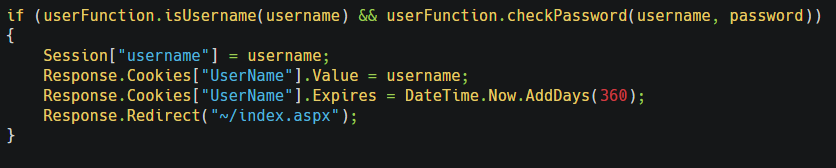 if (userFunction.isUsername(username) && userFunction.checkPassword(username, password))
{
    Session["username"] = username;
    Response.Cookies["UserName"].Value = username;
    Response.Cookies["UserName"].Expires = DateTime.Now.AddDays(360);
    Response.Redirect("~/index.aspx");
}